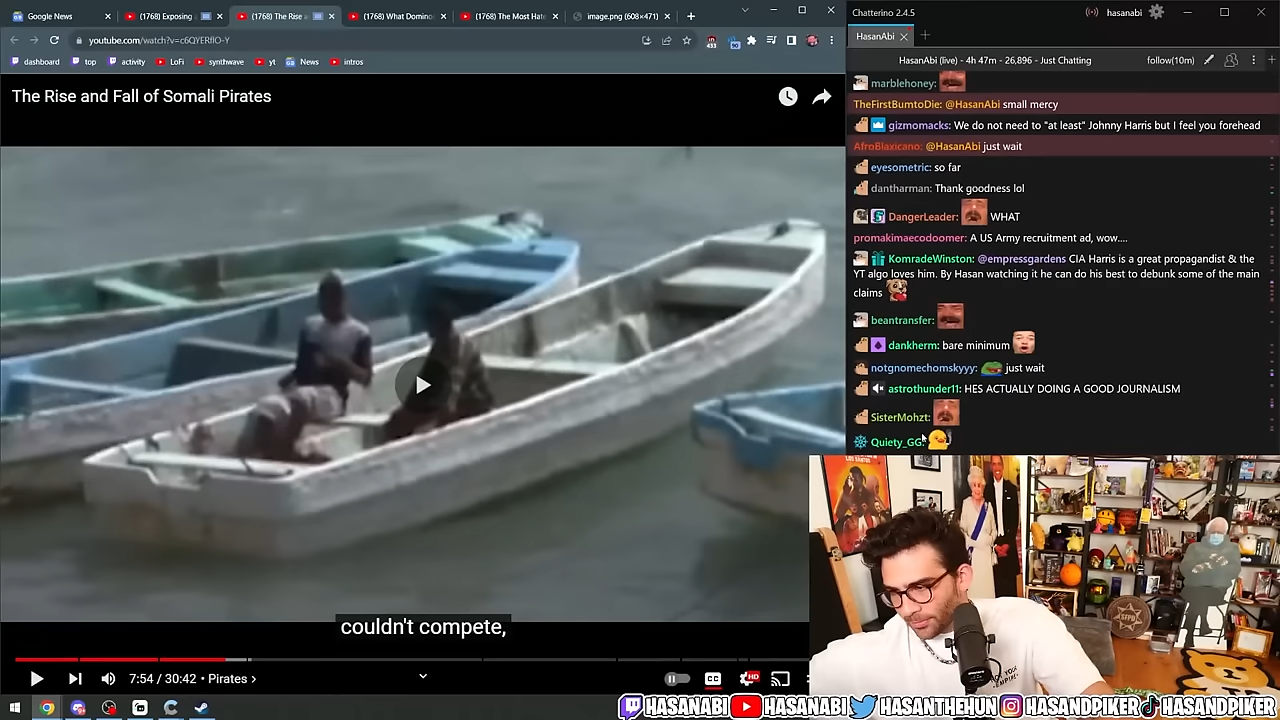 Google News
(1768) Exposing
(1768) The Rise a
(1768) What Domino
(1768) The Most Hat
image.png (608×471)
youtube.com/watch?v=c6QYERflO-Y
433
90
dashboard
top
activity
LoFi
synthwave
yt
News
intros
The Rise and Fall of Somali Pirates
couldn't compete,
7:54 / 30:42 • Pirates
CC
HD
Chatterino 2.4.5
hasanabi
HasanAbi
HasanAbi (live) - 4h 47m - 26,896 - Just Chatting
follow(10m)
marblehoney:
TheFirstBumtoDie: @HasanAbi small mercy
gizmomacks: We do not need to "at least" Johnny Harris but I feel you forehead
AfroBlaxicano: @HasanAbi just wait
eyesometric: so far
dantharman: Thank goodness lol
DangerLeader: WHAT
promakimaecodoomer: A US Army recruitment ad, wow....
KomradeWinston: @empressgardens CIA Harris is a great propagandist & the
YT algo loves him. By Hasan watching it he can do his best to debunk some of the main
claims
beantransfer:
dankherm: bare minimum
notgnomechomskyyy: just wait
astrothunder11: HES ACTUALLY DOING A GOOD JOURNALISM
SisterMohzt:
Quiety_GG:
HASANABI HASANABI HASANTHEHUN HASANDPIKER HASANDPIKER